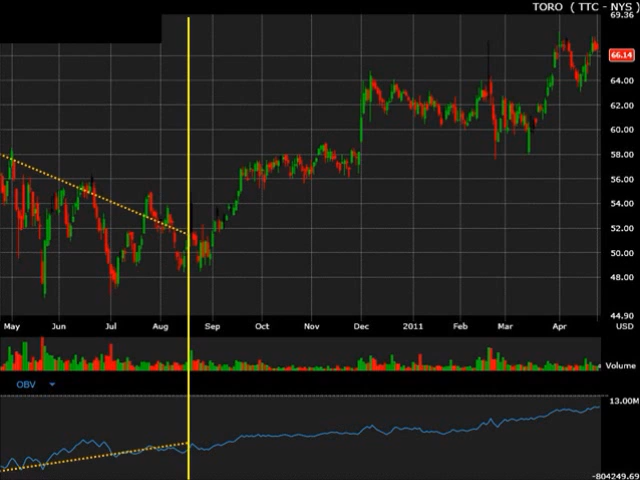 TORO ( TTC - NYS )
69.36
66.14
64.00
62.00
60.00
58.00
56.00
54.00
52.00
50.00
48.00
44.90
May Jun Jul Aug Sep Oct Nov Dec 2011 Feb Mar Apr USD
Volume
OBV
13.00M
-804249.69